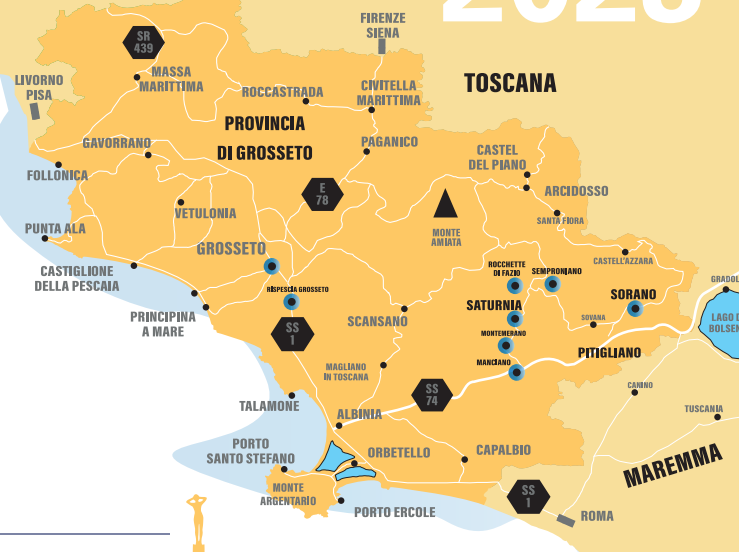 2023
FIRENZE
SIENA
SR
439
LIVORNO
PISA
MASSA
MARITTIMA
ROCCASTRADA
CIVITELLA
MARITTIMA
TOSCANA
PROVINCIA
DI GROSSETO
GAVORRANO
PAGANICO
CASTEL
DEL PIANO
FOLLONICA
E
78
ARCIDOSSO
VETULONIA
SANTA FIORA
PUNTA ALA
MONTE
AMIATA
GROSSETO
CASTELL'AZZARA
CASTIGLIONE
DELLA PESCAIA
ROCCHETTE
DI FAZIO
SEMPRONIANO
GRADOL
RISPESCIA GROSSETO
SORANO
SATURNIA
PRINCIPINA
A MARE
SS
1
SCANSANO
SOVANA
LAGO D
BOLSEN
MONTEMERANO
PITIGLIANO
MAGLIANO
IN TOSCANA
MANCIANO
SS
74
CANINO
TALAMONE
ALBINIA
TUSCANIA
PORTO
SANTO STEFANO
ORBETELLO
CAPALBIO
MAREMMA
MONTE
ARGENTARIO
SS
1
PORTO ERCOLE
ROMA